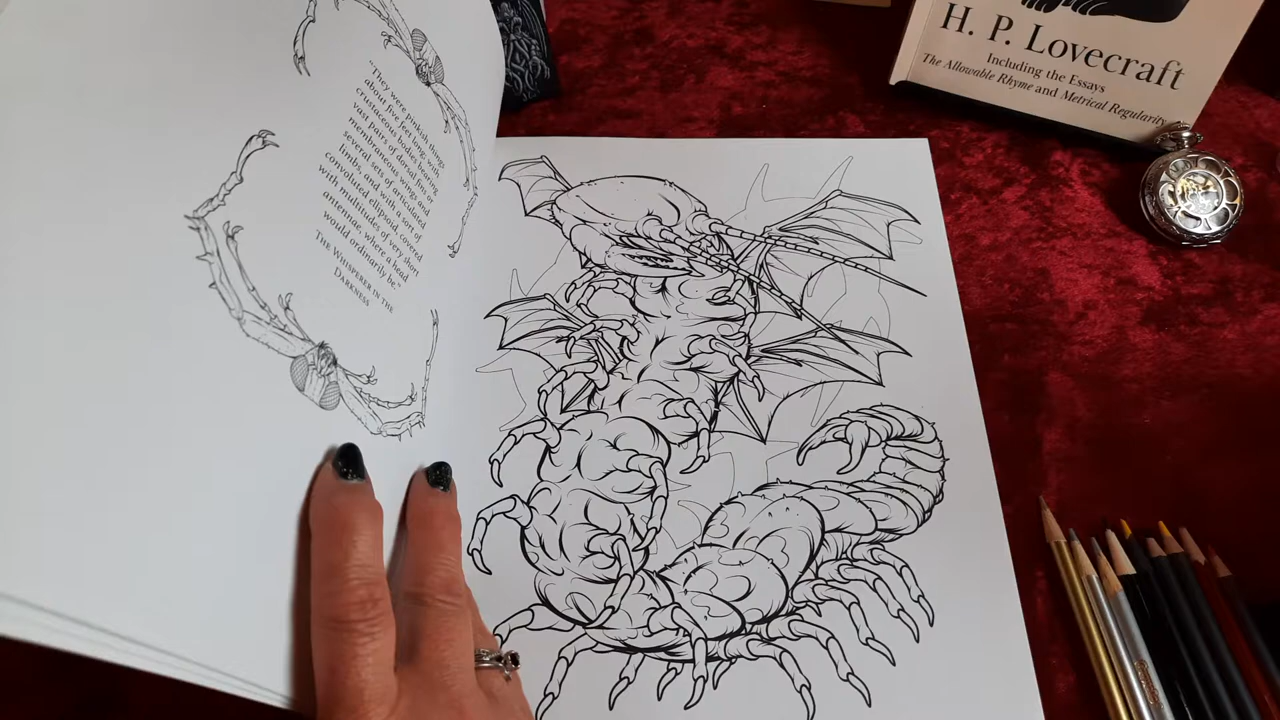 "They were pinkish things
about five feet long; with
crustaceous bodies bearing
vast pairs of dorsal fins or
membraneous wings and
several sets of articulated
limbs, and with a sort of
convoluted ellipsoid, covered
with multitudes of very short
antennae, where a head
would ordinarily be."
The Whisperer in the
Darkness
H. P. Lovecraft
Including the Essays
The Allowable Rhyme and Metrical Regularity